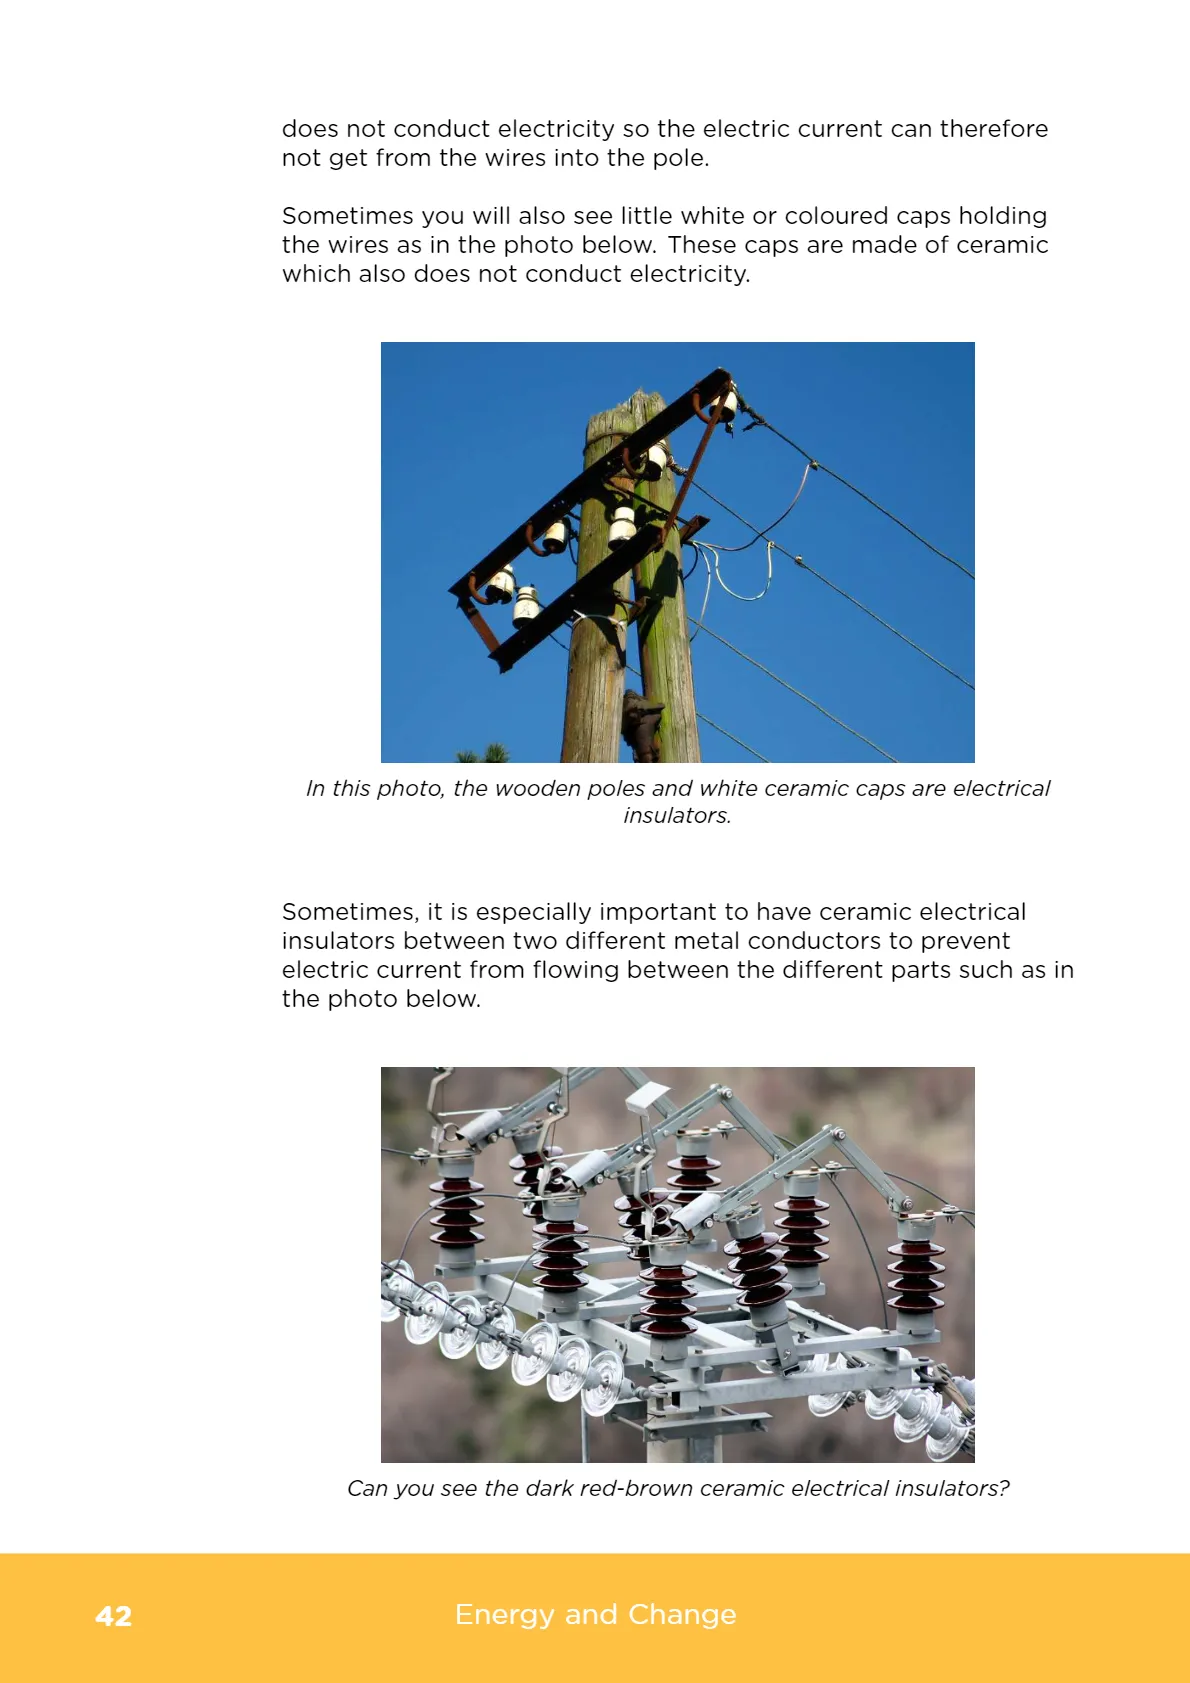 does not conduct electricity so the electric current can therefore
not get from the wires into the pole.
Sometimes you will also see little white or coloured caps holding
the wires as in the photo below. These caps are made of ceramic
which also does not conduct electricity.
In this photo, the wooden poles and white ceramic caps are electrical
insulators.
Sometimes, it is especially important to have ceramic electrical
insulators between two different metal conductors to prevent
electric current from flowing between the different parts such as in
the photo below.
Can you see the dark red-brown ceramic electrical insulators?
42
Energy and Change